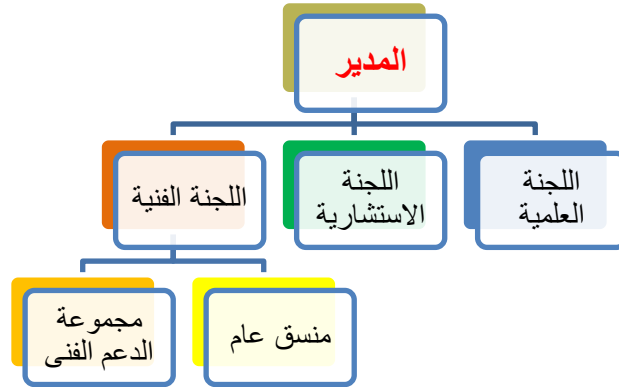 المدير
اللجنة
العلمية
اللجنة
الاستشارية
اللجنة الفنية
منسق عام
مجموعة
الدعم الفنى